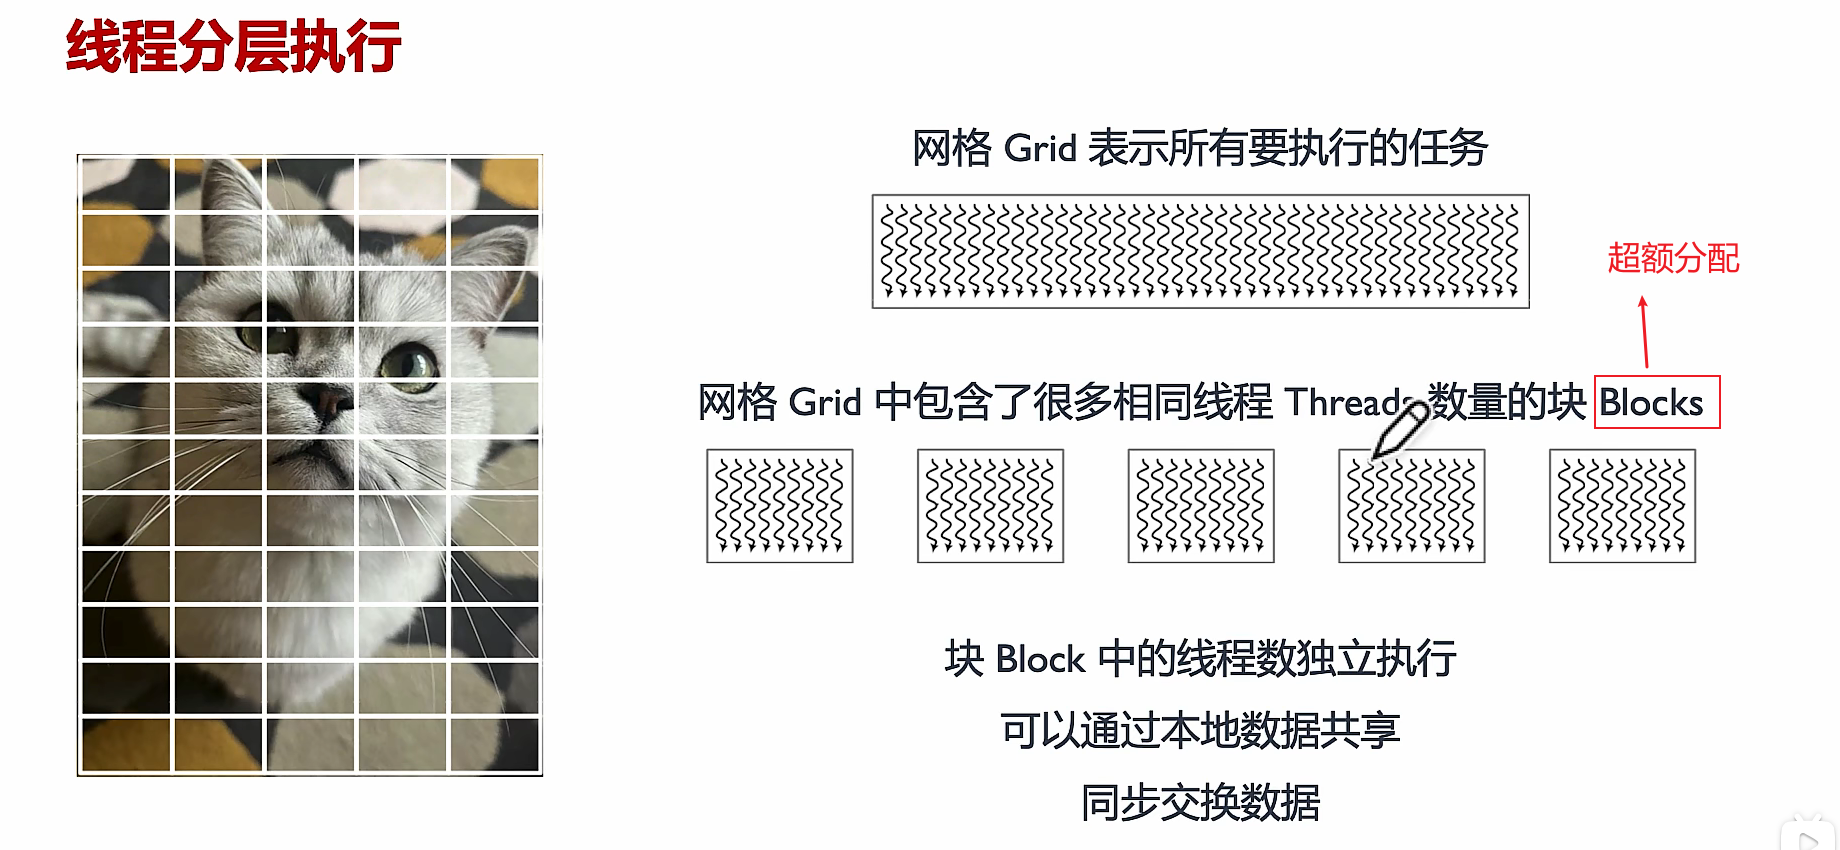 线程分层执行
网格 Grid 表示所有要执行的任务
超额分配
网格 Grid 中包含了很多相同线程 Threads 数量的块 Blocks
块 Block 中的线程数独立执行
可以通过本地数据共享
同步交换数据